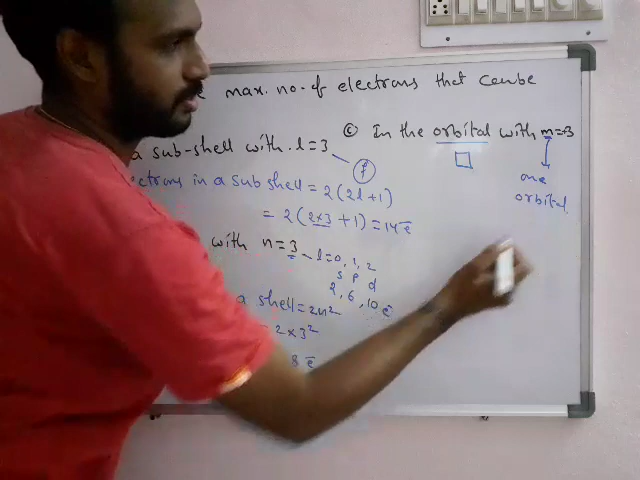 max. no. of electrons that can be
© In the orbital with m=3
a sub-shell with l=3
f
one
orbital
ctrons in a sub shell = 2(2l+1)
= 2(2×3+1) = 14e̅
with n=3
l=0, 1, 2
s p d
2, 6, 10 e̅
a shell = 2n²
= 2×3²
8 e̅